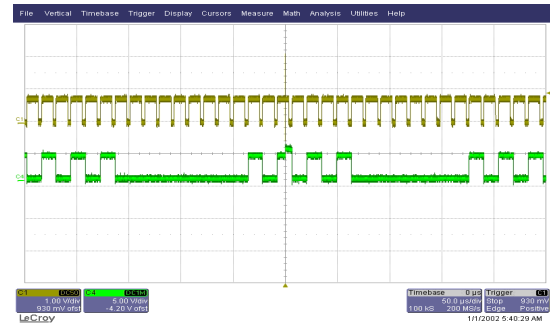 File Vertical Timebase Trigger Display Cursors Measure Math Analysis Utilities Help
C1
C4
C1 DC50
1.00 V/div
930 mV ofst
C4 DC1M
5.00 V/div
-4.20 V ofst
Timebase 0 µs
50.0 µs/div
100 kS 200 MS/s
Trigger C1
Stop 930 mV
Edge Positive
LeCroy
1/1/2002 5:40:29 AM